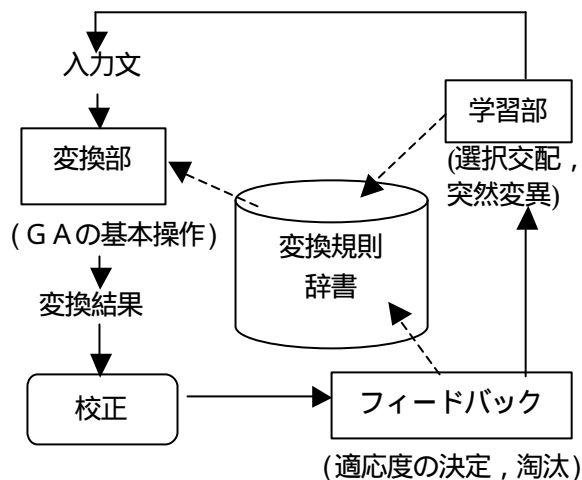 入力文
学習部
(選択交配，
突然変異)
変換部
(ＧＡの基本操作)
変換規則
辞書
変換結果
校正
フィードバック
(適応度の決定，淘汰)